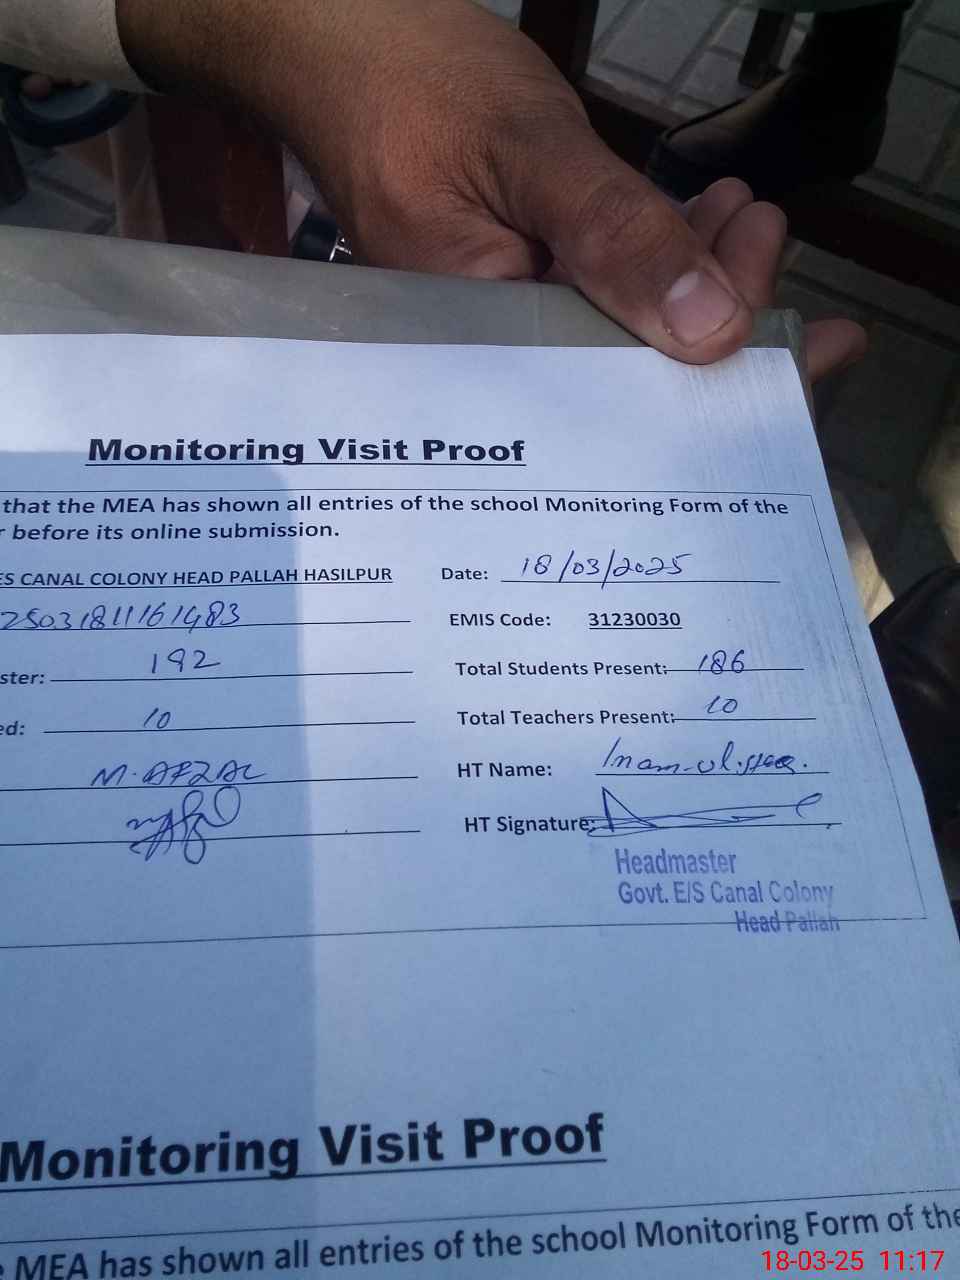 Monitoring Visit Proof
that the MEA has shown all entries of the school Monitoring Form of the
r before its online submission.
ES CANAL COLONY HEAD PALLAH HASILPUR Date: 18/03/2025
25031811161483 EMIS Code: 31230030
ster: 192 Total Students Present: 186
ed: 10 Total Teachers Present: 10
M. AFZAL HT Name: Inam-ul-Haq.
HT Signature:
Headmaster
Govt. E/S Canal Colony
Head Pallah
Monitoring Visit Proof
e MEA has shown all entries of the school Monitoring Form of the
18-03-25 11:17